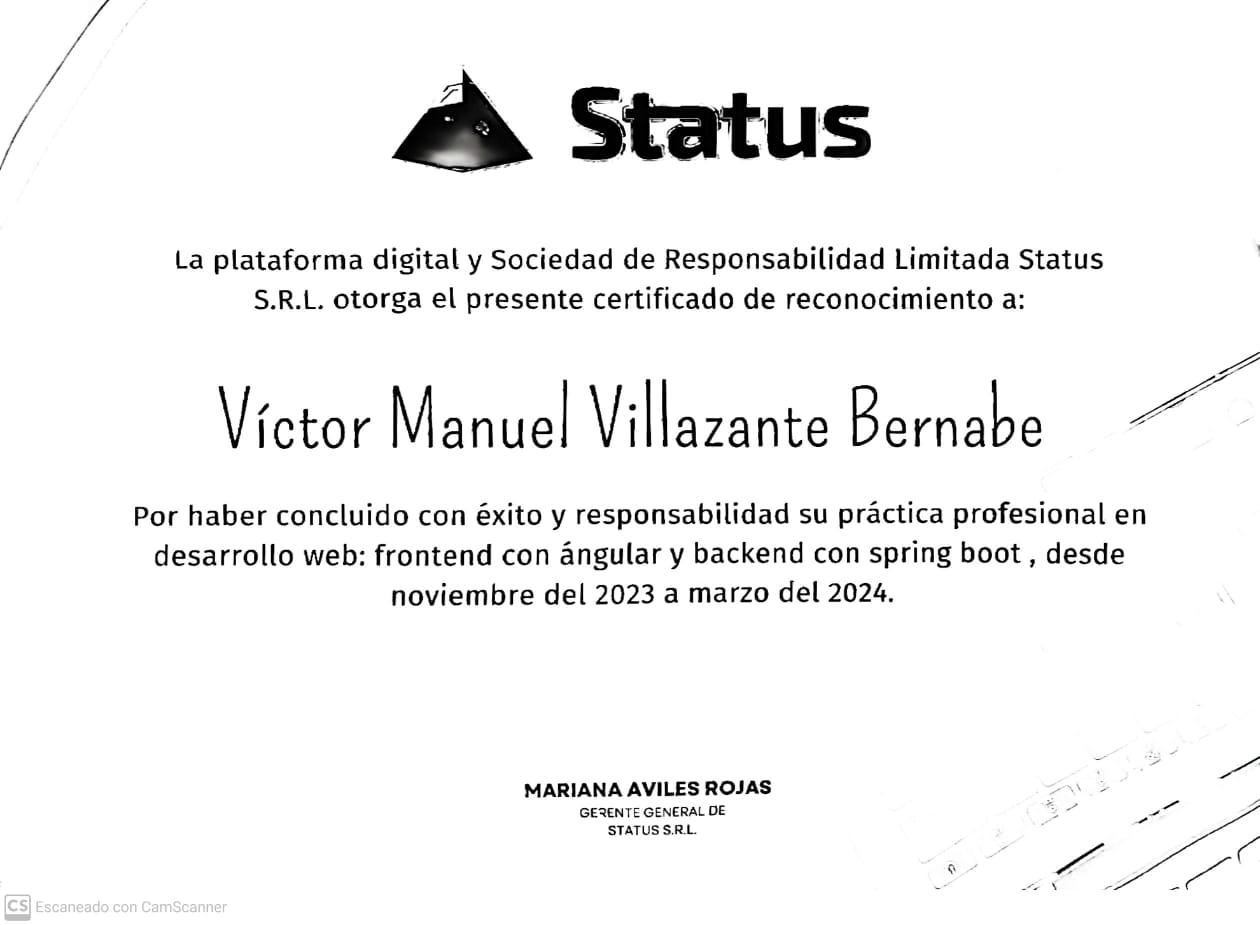 Status
La plataforma digital y Sociedad de Responsabilidad Limitada Status
S.R.L. otorga el presente certificado de reconocimiento a:
Víctor Manuel Villazante Bernabe
Por haber concluido con éxito y responsabilidad su práctica profesional en
desarrollo web: frontend con ángular y backend con spring boot , desde
noviembre del 2023 a marzo del 2024.
MARIANA AVILES ROJAS
GERENTE GENERAL DE
STATUS S.R.L.
CS Escaneado con CamScanner